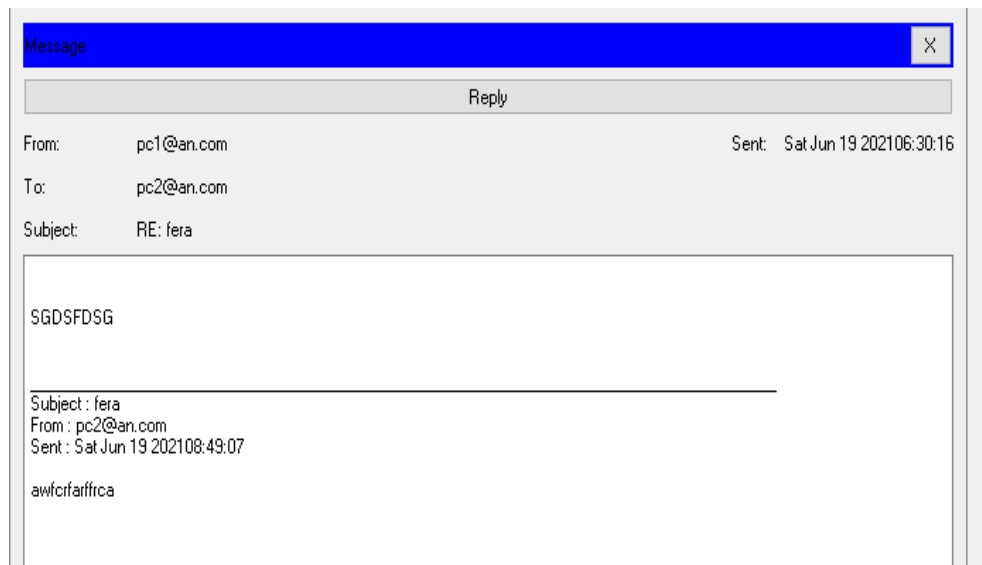 Message X
Reply
From: pc1@an.com Sent: Sat Jun 19 202106:30:16
To: pc2@an.com
Subject: RE: fera
SGDSFDSG
Subject : fera
From : pc2@an.com
Sent : Sat Jun 19 202108:49:07
awfcrfarffrca